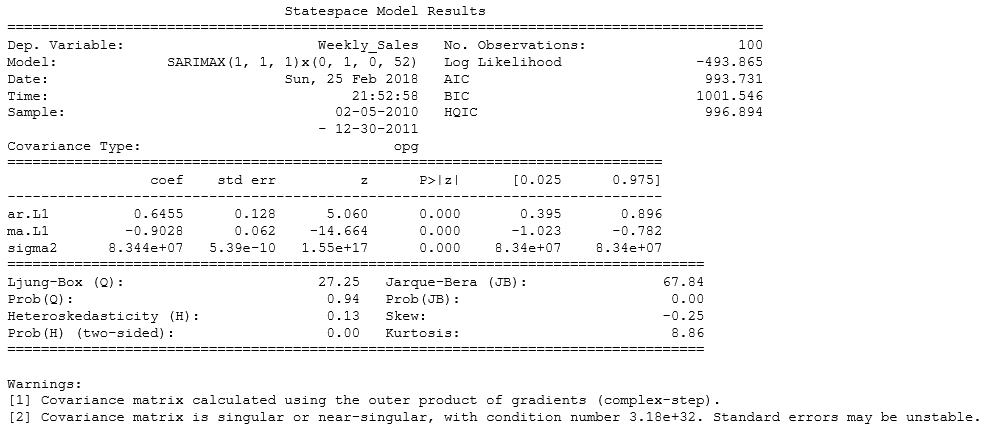 Statespace Model Results
==========================================================================================
Dep. Variable: Weekly_Sales No. Observations: 100
Model: SARIMAX(1, 1, 1)x(0, 1, 0, 52) Log Likelihood -493.865
Date: Sun, 25 Feb 2018 AIC 993.731
Time: 21:52:58 BIC 1001.546
Sample: 02-05-2010 HQIC 996.894
- 12-30-2011
Covariance Type: opg
==============================================================================
coef std err z P>|z| [0.025 0.975]
------------------------------------------------------------------------------
ar.L1 0.6455 0.128 5.060 0.000 0.395 0.896
ma.L1 -0.9028 0.062 -14.664 0.000 -1.023 -0.782
sigma2 8.344e+07 5.39e-10 1.55e+17 0.000 8.34e+07 8.34e+07
===================================================================================
Ljung-Box (Q): 27.25 Jarque-Bera (JB): 67.84
Prob(Q): 0.94 Prob(JB): 0.00
Heteroskedasticity (H): 0.13 Skew: -0.25
Prob(H) (two-sided): 0.00 Kurtosis: 8.86
===================================================================================
Warnings:
[1] Covariance matrix calculated using the outer product of gradients (complex-step).
[2] Covariance matrix is singular or near-singular, with condition number 3.18e+32. Standard errors may be unstable.